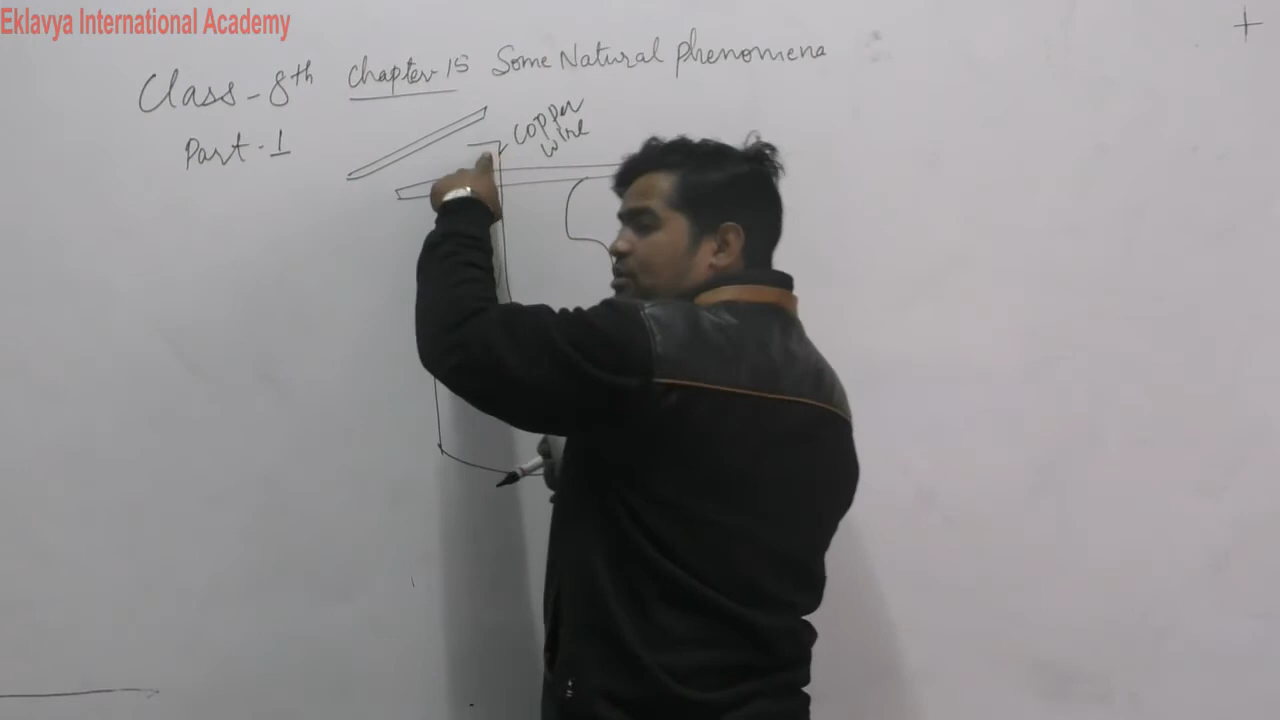 Eklavya International Academy
Class - 8th Chapter 15 Some Natural Phenomena
Part - 1
Copper
wire